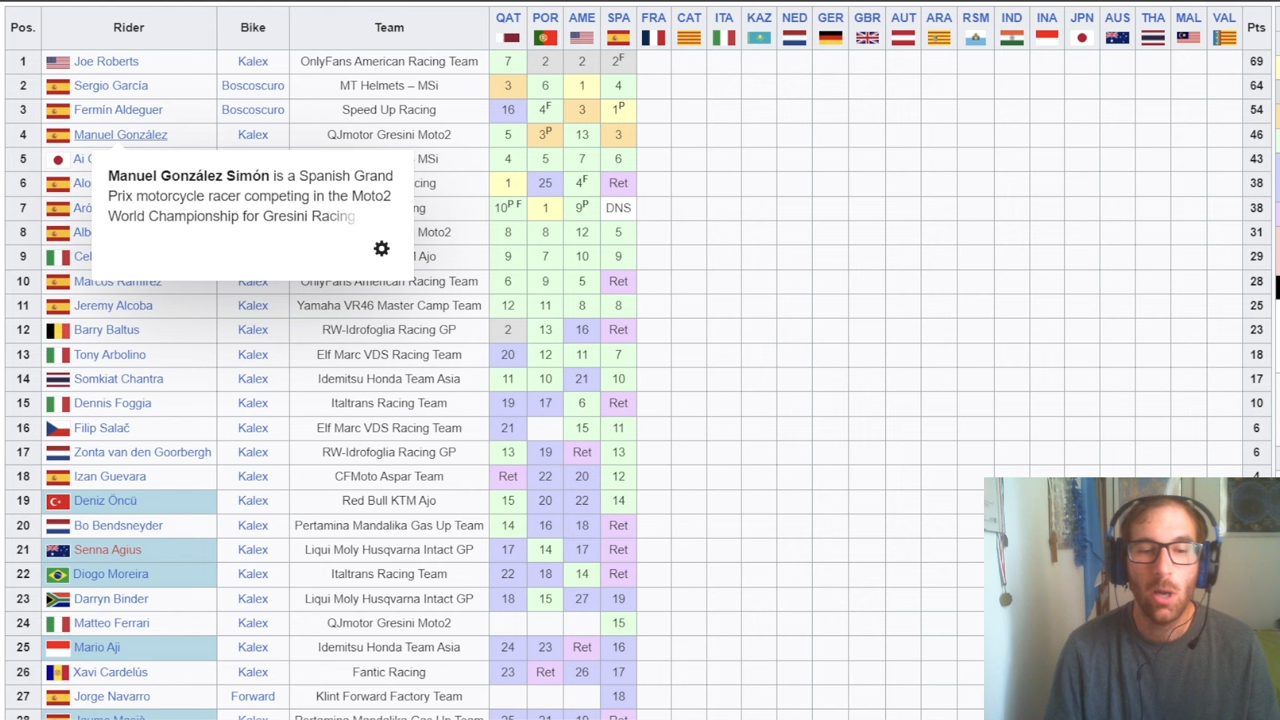 Pos. Rider Bike Team QAT POR AME SPA FRA CAT ITA KAZ NED GER GBR AUT ARA RSM IND INA JPN AUS THA MAL VAL Pts
1 Joe Roberts Kalex OnlyFans American Racing Team 7 2 2 2F 69
2 Sergio García Boscoscuro MT Helmets – MSi 3 6 1 4 64
3 Fermín Aldeguer Boscoscuro Speed Up Racing 16 4F 3 1P 54
4 Manuel González Kalex QJmotor Gresini Moto2 5 3P 13 3 46
5 Ai MSi 4 5 7 6 43
Manuel González Simón is a Spanish Grand
6 Alo 1 25 4F Ret 38
Prix motorcycle racer competing in the Moto2
7 Aró 10P F 1 9P DNS 38
World Championship for Gresini Racing
8 Moto2 8 8 12 5 31
9 Cel Ajo 9 7 10 9 29
10 Marcos Ramírez Kalex OnlyFans American Racing Team 6 9 5 Ret 28
11 Jeremy Alcoba Kalex Yamaha VR46 Master Camp Team 12 11 8 8 25
12 Barry Baltus Kalex RW-Idrofoglia Racing GP 2 13 16 Ret 23
13 Tony Arbolino Kalex Elf Marc VDS Racing Team 20 12 11 7 18
14 Somkiat Chantra Kalex Idemitsu Honda Team Asia 11 10 21 10 17
15 Dennis Foggia Kalex Italtrans Racing Team 19 17 6 Ret 10
16 Filip Salač Kalex Elf Marc VDS Racing Team 21 15 11 6
17 Zonta van den Goorbergh Kalex RW-Idrofoglia Racing GP 13 19 Ret 13 6
18 Izan Guevara Kalex CFMoto Aspar Team Ret 22 20 12 4
19 Deniz Öncü Kalex Red Bull KTM Ajo 15 20 22 14
20 Bo Bendsneyder Kalex Pertamina Mandalika Gas Up Team 14 16 18 Ret
21 Senna Agius Kalex Liqui Moly Husqvarna Intact GP 17 14 17 Ret
22 Diogo Moreira Kalex Italtrans Racing Team 22 18 14 Ret
23 Darryn Binder Kalex Liqui Moly Husqvarna Intact GP 18 15 27 19
24 Matteo Ferrari Kalex QJmotor Gresini Moto2 15
25 Mario Aji Kalex Idemitsu Honda Team Asia 24 23 Ret 16
26 Xavi Cardelús Kalex Fantic Racing 23 Ret 26 17
27 Jorge Navarro Forward Klint Forward Factory Team 18
28 Jaume Masià Kalex Pertamina Mandalika Gas Up Team 25 21 19 Ret